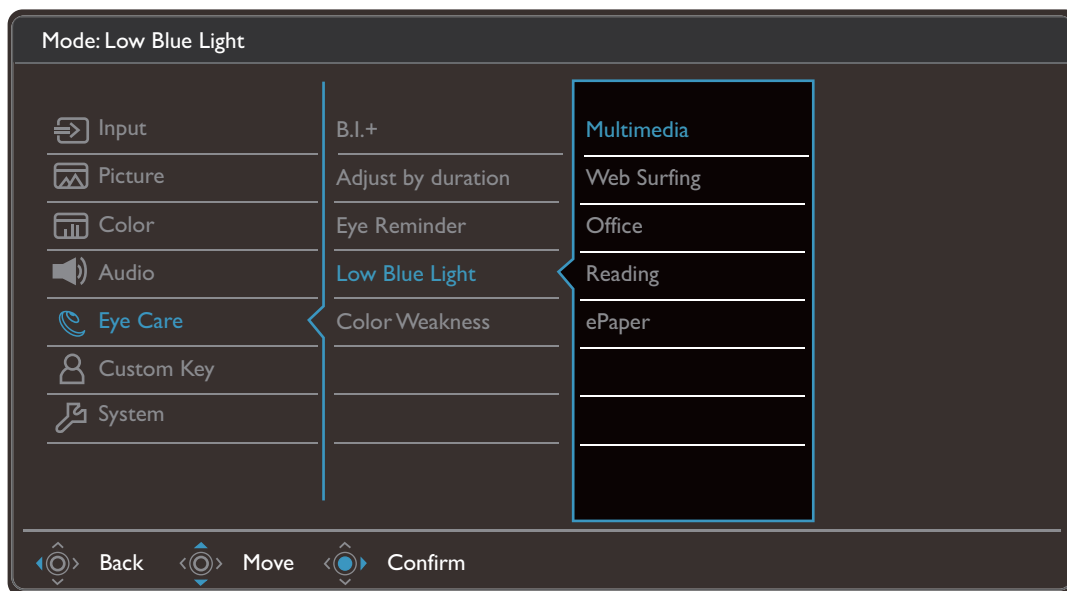 Mode: Low Blue Light
Input
Picture
Color
Audio
Eye Care
Custom Key
System
B.I.+
Adjust by duration
Eye Reminder
Low Blue Light
Color Weakness
Multimedia
Web Surfing
Office
Reading
ePaper
Back Move Confirm